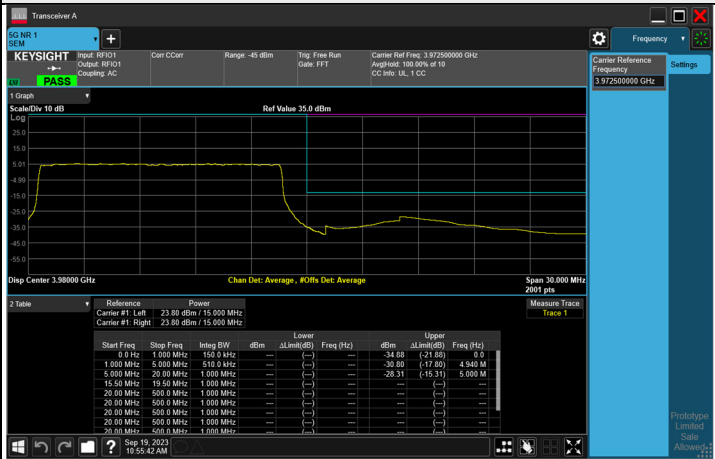 Transceiver A
5G NR 1
SEM
Frequency
KEYSIGHT
Input: RFIO1
Output: RFIO1
Coupling: AC
Corr CCorr
Range: -45 dBm
Trig: Free Run
Gate: FFT
Carrier Ref Freq: 3.972500000 GHz
Avg|Hold: 100.00% of 10
CC Info: UL, 1 CC
PASS
Carrier Reference
Frequency
3.972500000 GHz
Settings
1 Graph
Scale/Div 10 dB
Ref Value 35.0 dBm
Log
25.0
15.0
5.01
-4.99
-15.0
-25.0
-35.0
-45.0
-55.0
Disp Center 3.98000 GHz
Chan Det: Average , #Offs Det: Average
Span 30.000 MHz
2001 pts
2 Table
Reference Power
Carrier #1: Left 23.80 dBm / 15.000 MHz
Carrier #1: Right 23.80 dBm / 15.000 MHz
Measure Trace
Trace 1
Lower Upper
Start Freq Stop Freq Integ BW dBm ΔLimit(dB) Freq (Hz) dBm ΔLimit(dB) Freq (Hz)
0.0 Hz 1.000 MHz 150.0 kHz --- (---) --- -34.88 (-21.88) 0.0
1.000 MHz 5.000 MHz 510.0 kHz --- (---) --- -30.80 (-17.80) 4.940 M
5.000 MHz 20.00 MHz 1.000 MHz --- (---) --- -28.31 (-15.31) 5.000 M
15.50 MHz 19.50 MHz 1.000 MHz --- (---) --- --- (---) ---
20.00 MHz 500.0 MHz 1.000 MHz --- (---) --- --- (---) ---
20.00 MHz 500.0 MHz 1.000 MHz --- (---) --- --- (---) ---
20.00 MHz 500.0 MHz 1.000 MHz --- (---) --- --- (---) ---
20.00 MHz 500.0 MHz 1.000 MHz --- (---) --- --- (---) ---
20.00 MHz 500.0 MHz 1.000 MHz --- (---) --- --- (---) ---
Prototype
Limited
Sale
Allowed
Sep 19, 2023
10:55:42 AM